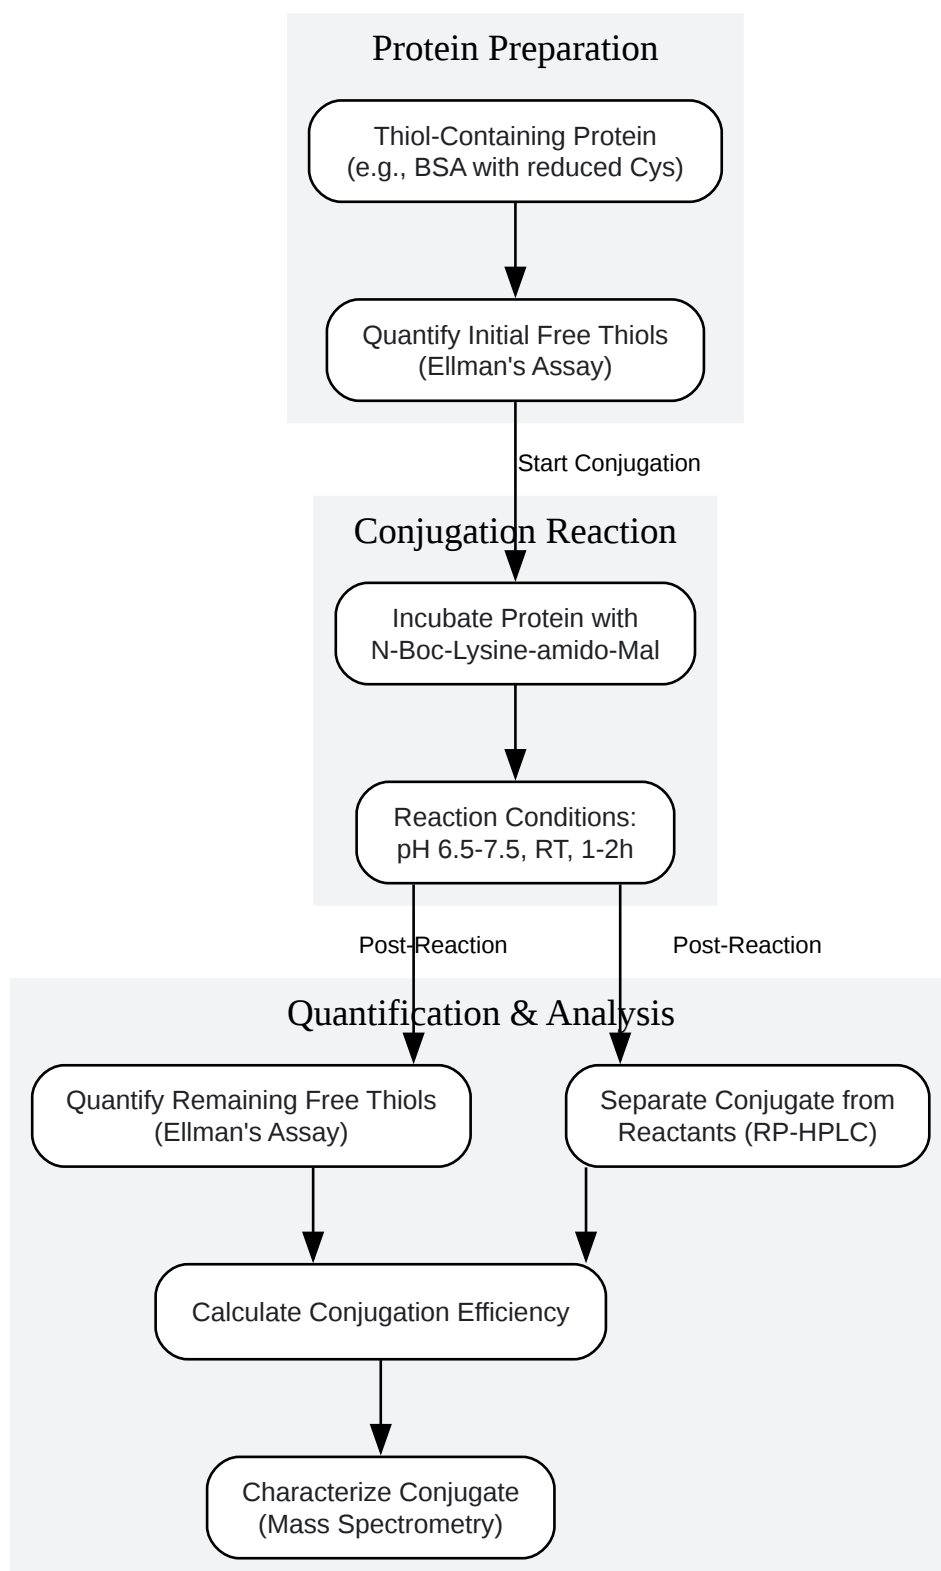 Protein Preparation
Thiol-Containing Protein
(e.g., BSA with reduced Cys)
Quantify Initial Free Thiols
(Ellman's Assay)
Start Conjugation
Conjugation Reaction
Incubate Protein with
N-Boc-Lysine-amido-Mal
Reaction Conditions:
pH 6.5-7.5, RT, 1-2h
Post-Reaction
Post-Reaction
Quantification & Analysis
Quantify Remaining Free Thiols
(Ellman's Assay)
Separate Conjugate from
Reactants (RP-HPLC)
Calculate Conjugation Efficiency
Characterize Conjugate
(Mass Spectrometry)